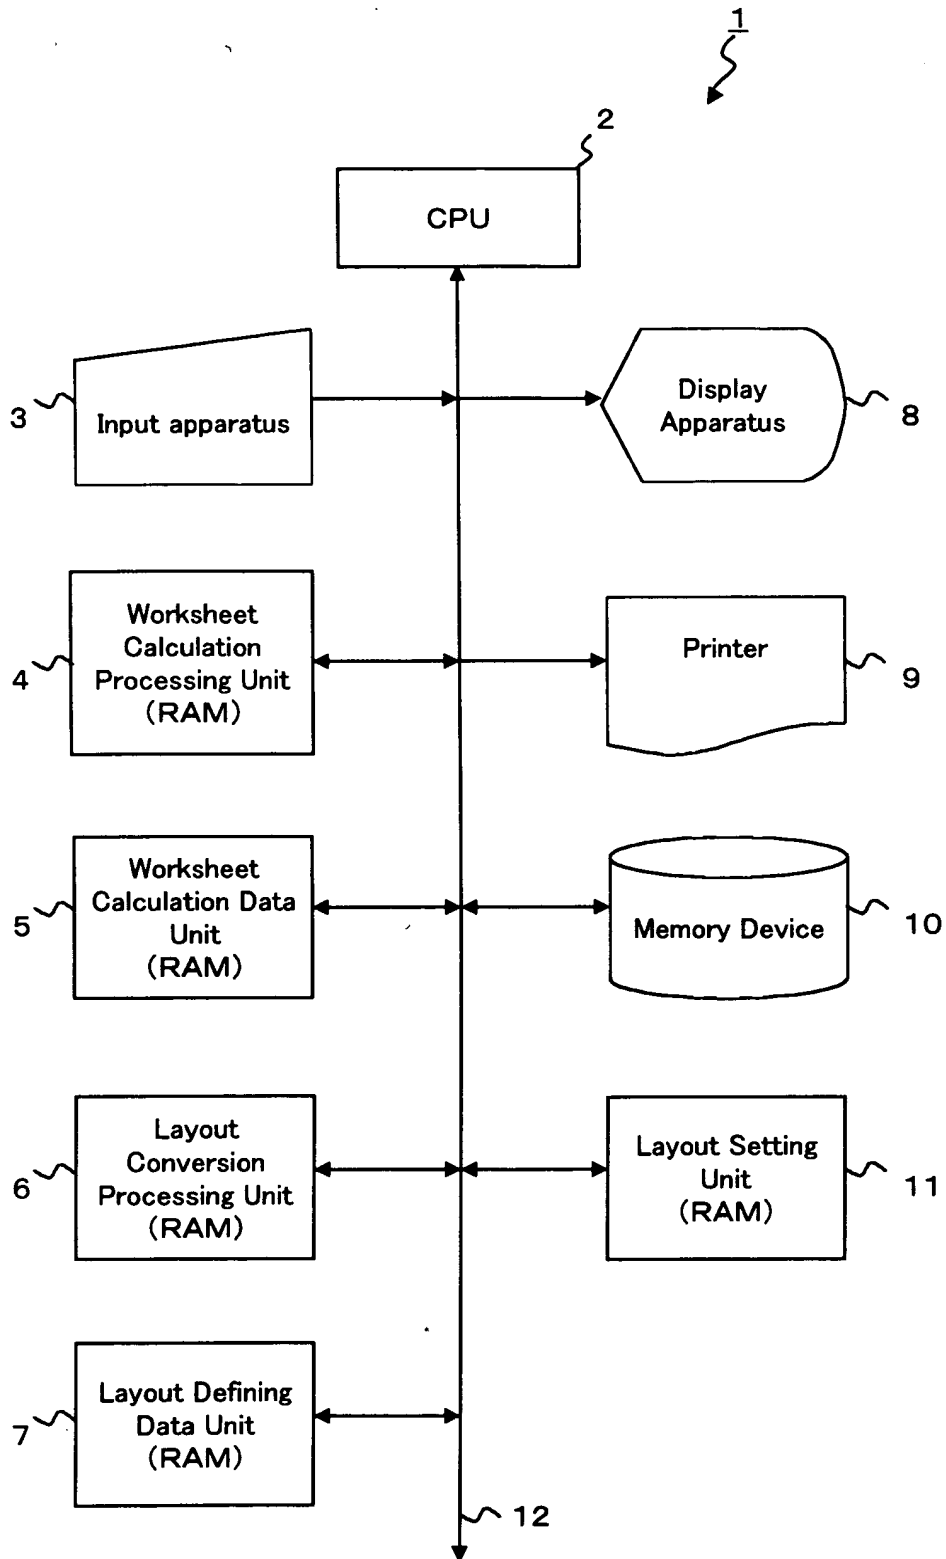 1
2
CPU
3
Input apparatus
Display
Apparatus
8
4
Worksheet
Calculation
Processing Unit
(RAM)
Printer
9
5
Worksheet
Calculation Data
Unit
(RAM)
Memory Device
10
6
Layout
Conversion
Processing Unit
(RAM)
Layout Setting
Unit
(RAM)
11
7
Layout Defining
Data Unit
(RAM)
12